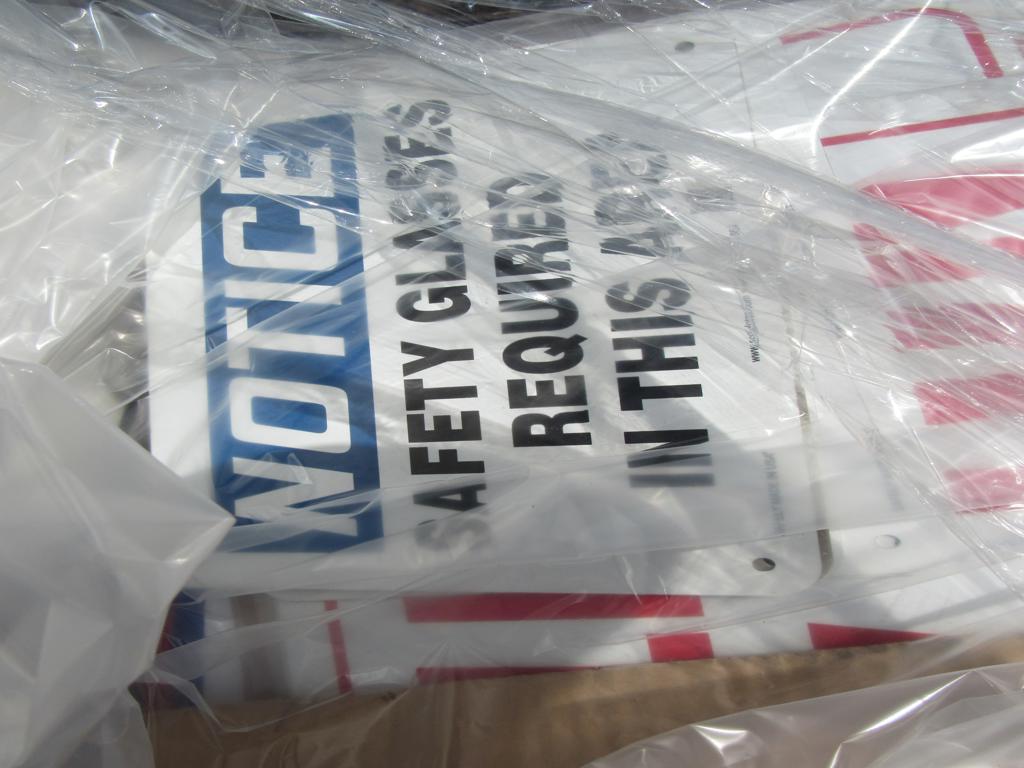 NOTICE
SAFETY GLASSES
REQUIRED
IN THIS AREA